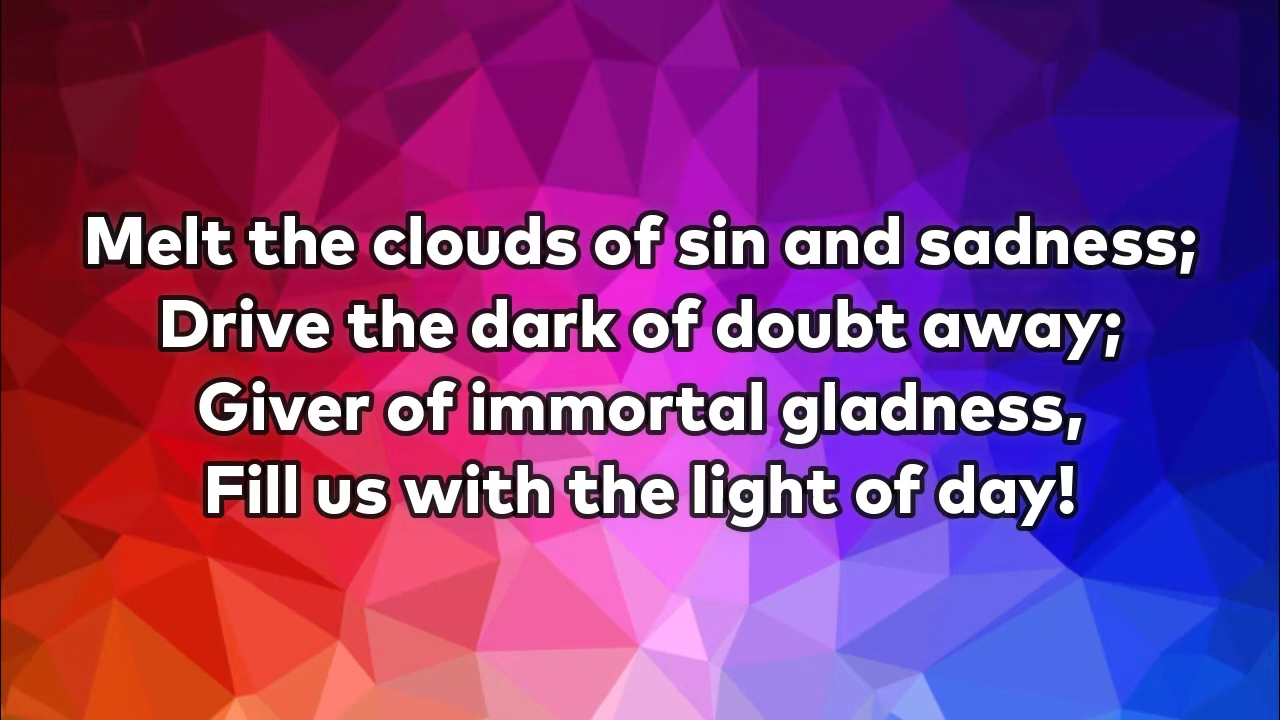 Melt the clouds of sin and sadness;
Drive the dark of doubt away;
Giver of immortal gladness,
Fill us with the light of day!